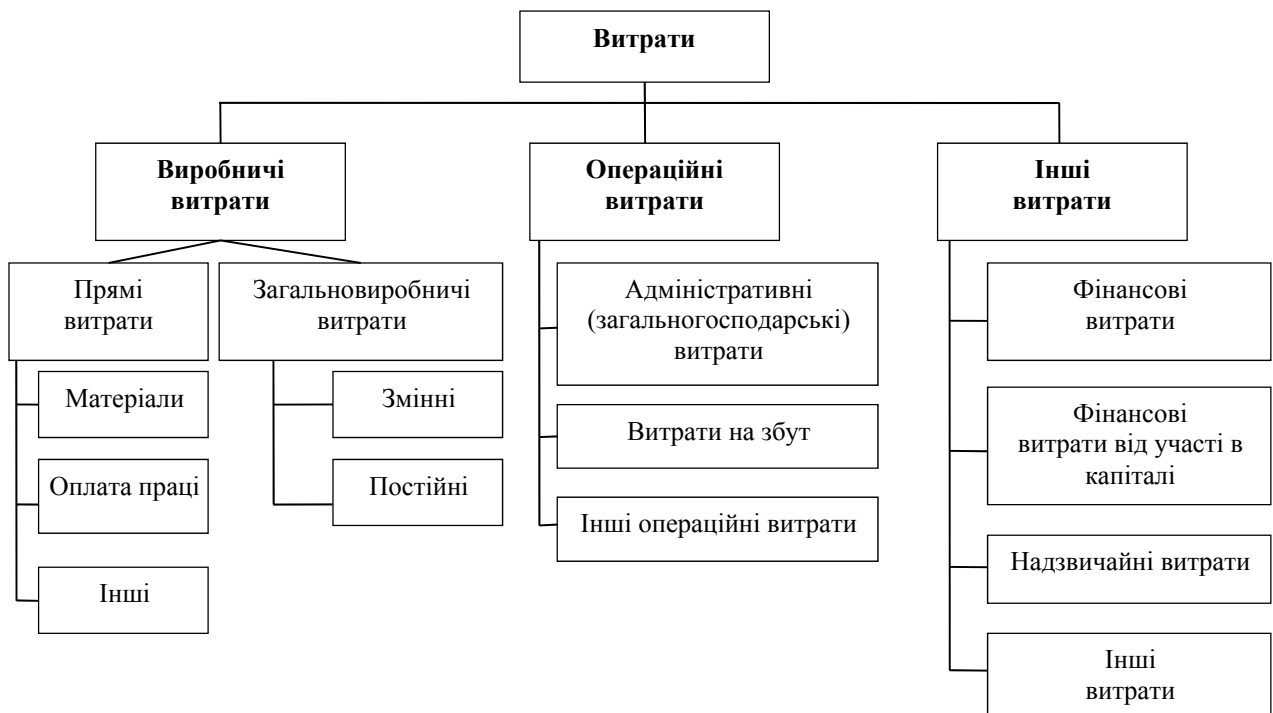 Витрати
Виробничі
витрати
Операційні
витрати
Інші
витрати
Прямі
витрати
Матеріали
Оплата праці
Інші
Загальновиробничі
витрати
Змінні
Постійні
Адміністративні
(загальногосподарські)
витрати
Витрати на збут
Інші операційні витрати
Фінансові
витрати
Фінансові
витрати від участі в
капіталі
Надзвичайні витрати
Інші
витрати